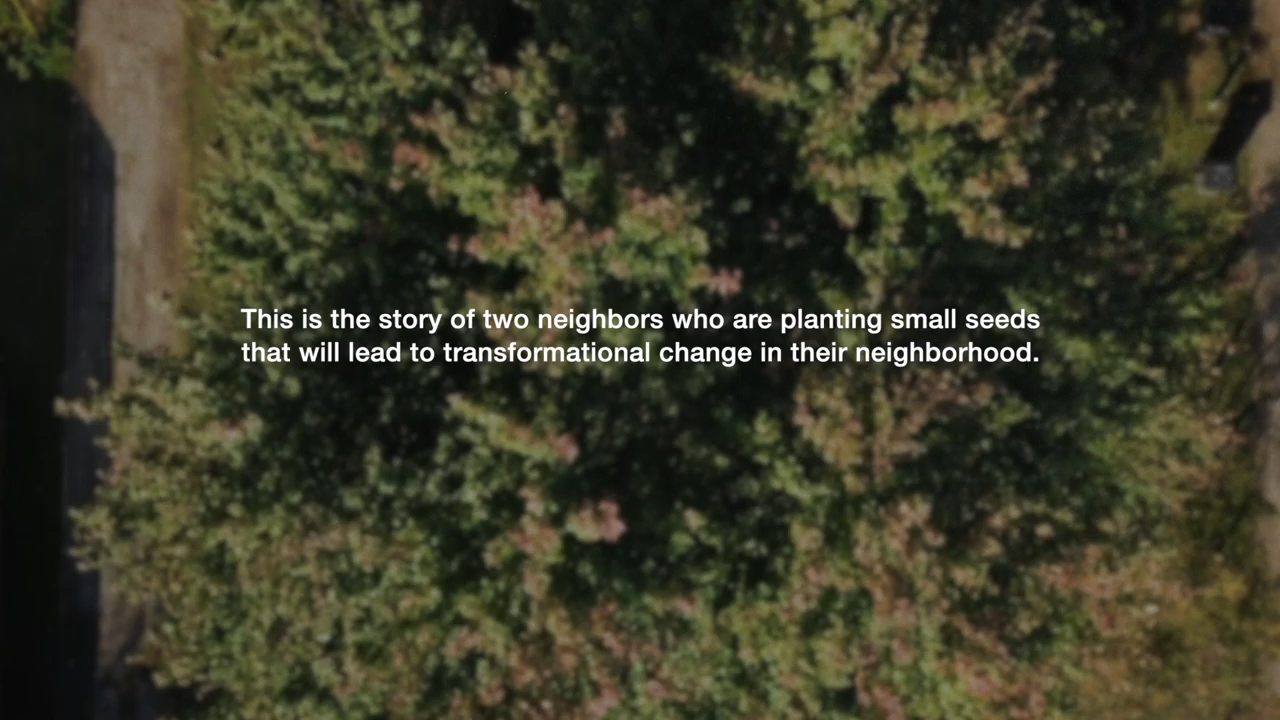 This is the story of two neighbors who are planting small seeds
that will lead to transformational change in their neighborhood.